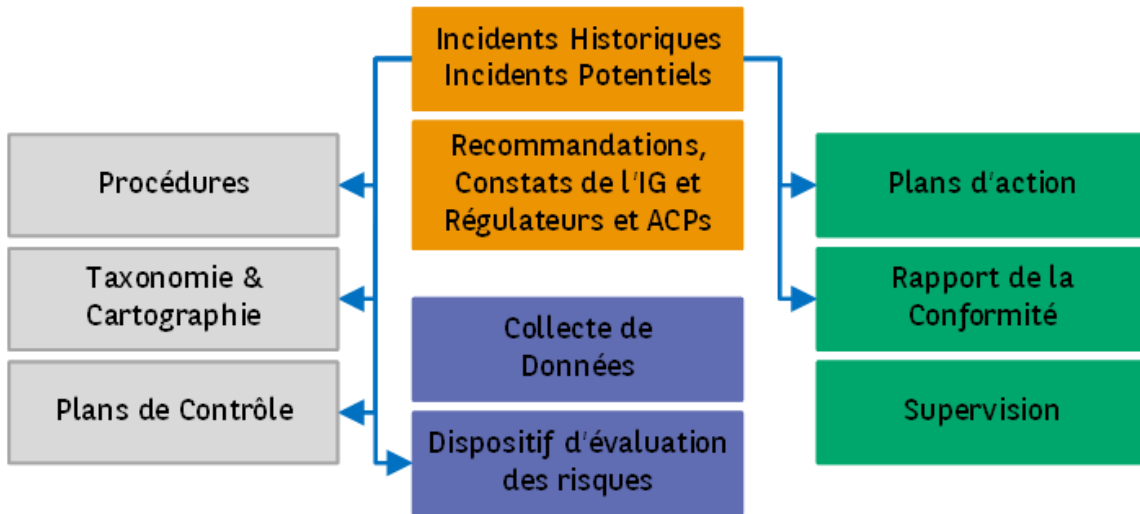 Incidents Historiques
Incidents Potentiels
Recommandations,
Constats de l'IG et
Régulateurs et ACPs
Procédures
Taxonomie &
Cartographie
Plans de Contrôle
Collecte de
Données
Dispositif d'évaluation
des risques
Plans d'action
Rapport de la
Conformité
Supervision